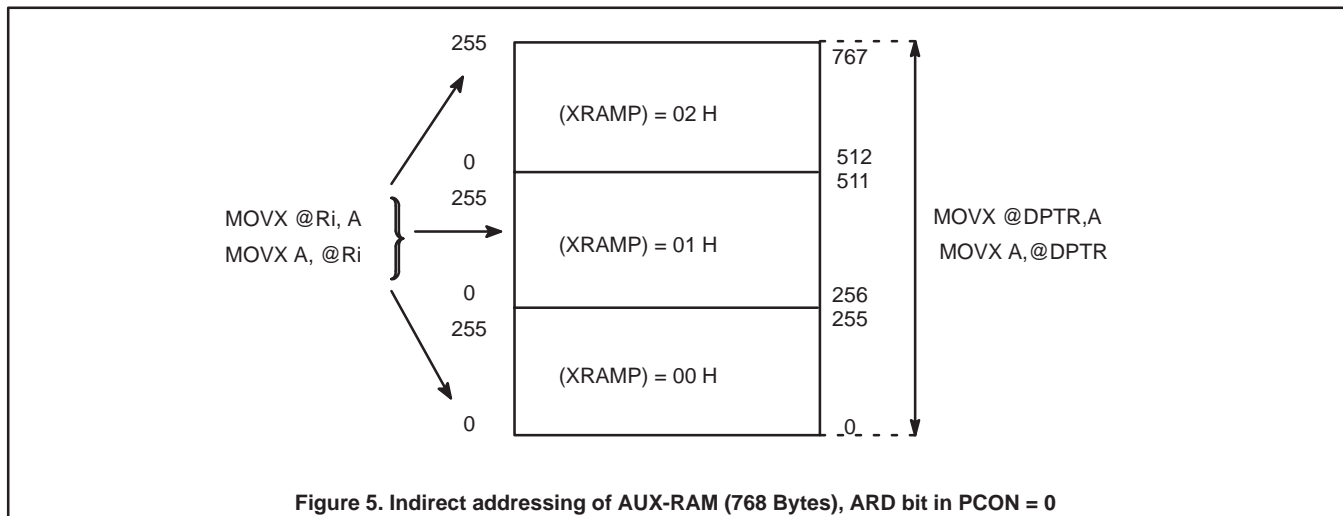 255
767
(XRAMP) = 02 H
0
512
255
511
MOVX @Ri, A
MOVX @DPTR,A
MOVX A, @Ri
MOVX A,@DPTR
(XRAMP) = 01 H
0
256
255
255
(XRAMP) = 00 H
0
0
Figure 5. Indirect addressing of AUX-RAM (768 Bytes), ARD bit in PCON = 0